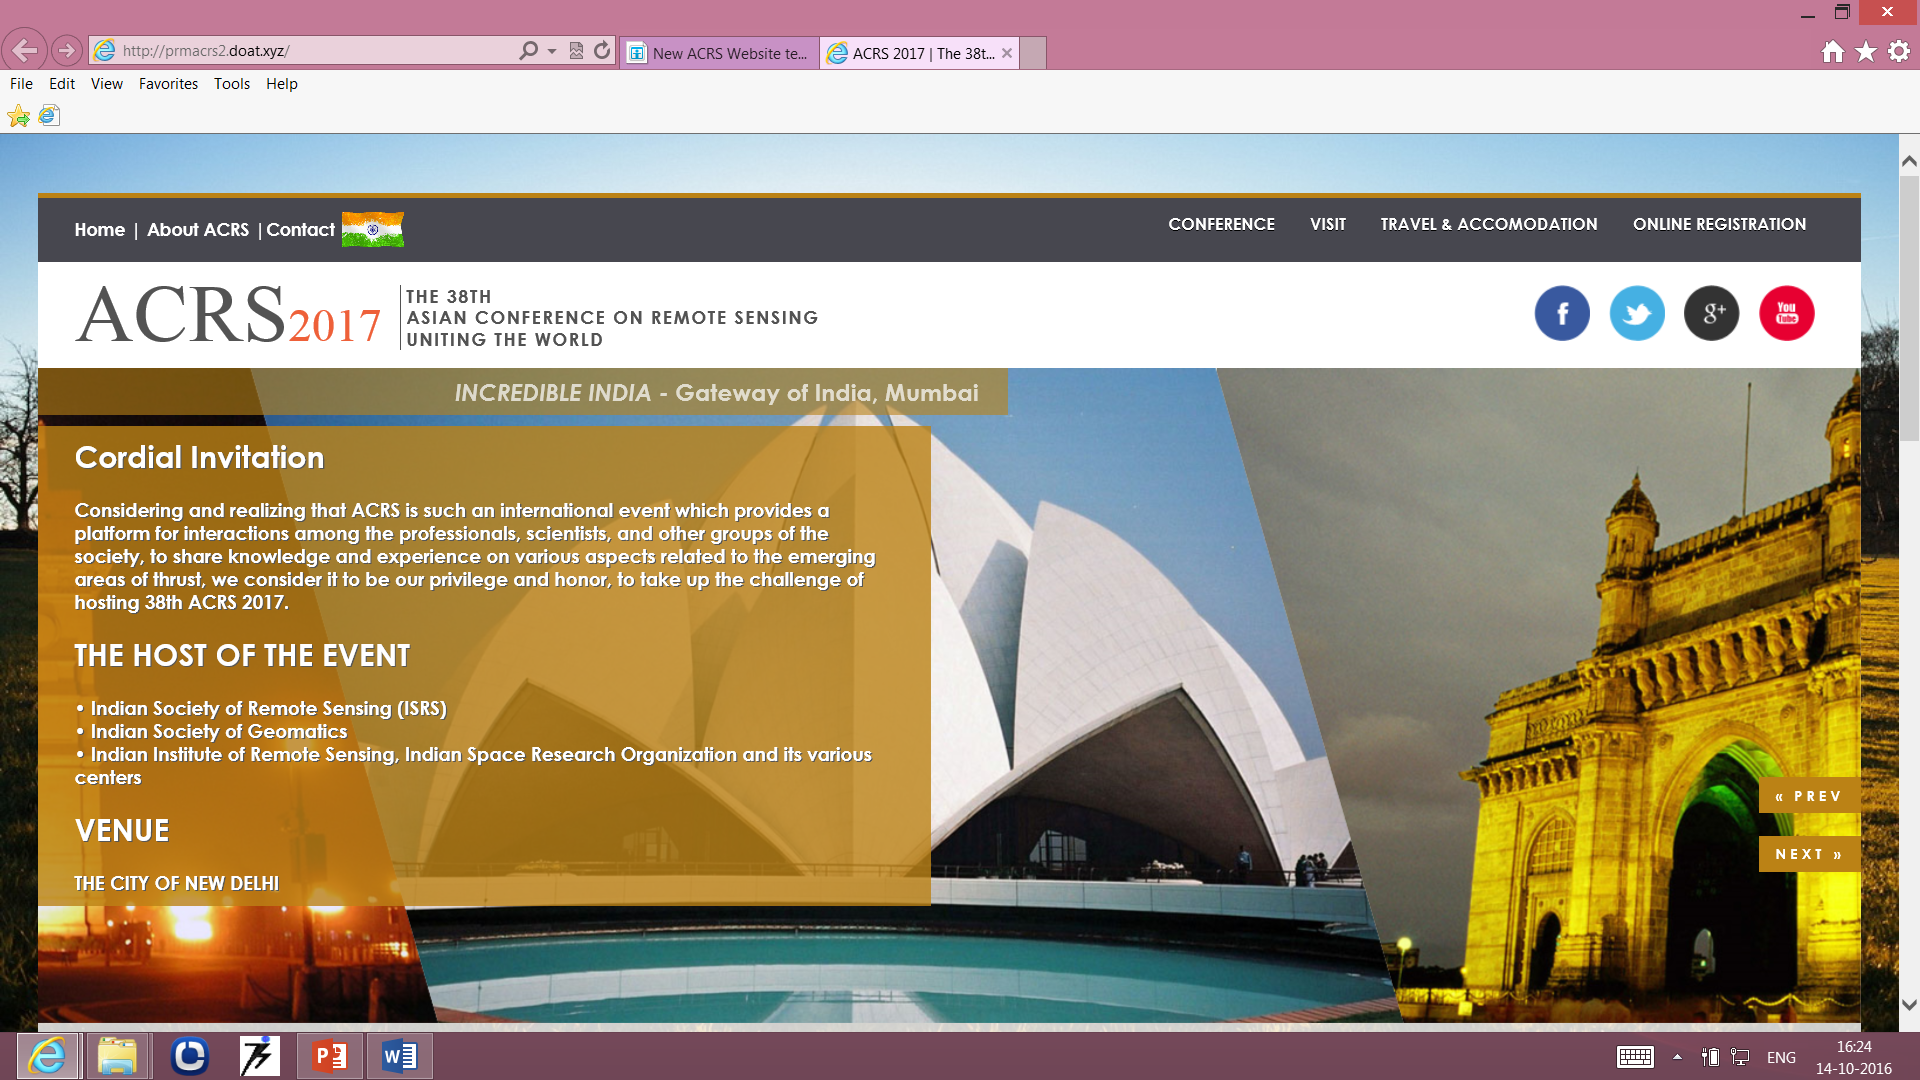 http://prmacrs2.doat.xyz/
New ACRS Website te...
ACRS 2017 | The 38t...
File Edit View Favorites Tools Help
Home | About ACRS | Contact
CONFERENCE VISIT TRAVEL & ACCOMODATION ONLINE REGISTRATION
ACRS2017
THE 38TH
ASIAN CONFERENCE ON REMOTE SENSING
UNITING THE WORLD
f
g+
You
Tube
INCREDIBLE INDIA - Gateway of India, Mumbai
Cordial Invitation
Considering and realizing that ACRS is such an international event which provides a
platform for interactions among the professionals, scientists, and other groups of the
society, to share knowledge and experience on various aspects related to the emerging
areas of thrust, we consider it to be our privilege and honor, to take up the challenge of
hosting 38th ACRS 2017.
THE HOST OF THE EVENT
• Indian Society of Remote Sensing (ISRS)
• Indian Society of Geomatics
• Indian Institute of Remote Sensing, Indian Space Research Organization and its various
centers
VENUE
THE CITY OF NEW DELHI
« PREV
NEXT »
ENG
16:24
14-10-2016